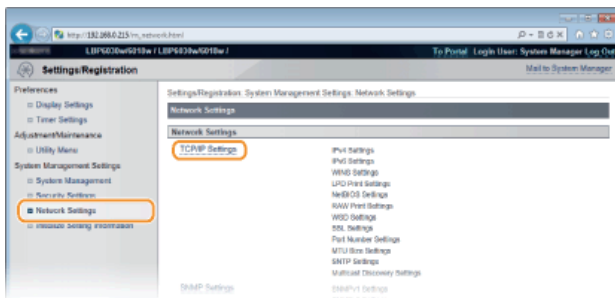 http://192.168.0.215/m_network.html
LBP6030w/6018w / LBP6030w/6018w /
To Portal Login User: System Manager Log Out
Settings/Registration
Mail to System Manager
Preferences
Display Settings
Timer Settings
Adjustment/Maintenance
Utility Menu
System Management Settings
System Management
Security Settings
Network Settings
Initialize Setting Information
Settings/Registration: System Management Settings: Network Settings
Network Settings
Network Settings
TCP/IP Settings
IPv4 Settings
IPv6 Settings
WINS Settings
LPD Print Settings
NetBIOS Settings
RAW Print Settings
WSD Settings
SSL Settings
Port Number Settings
MTU Size Settings
SNTP Settings
Multicast Discovery Settings
SNMP Settings
SNMPv1 Settings